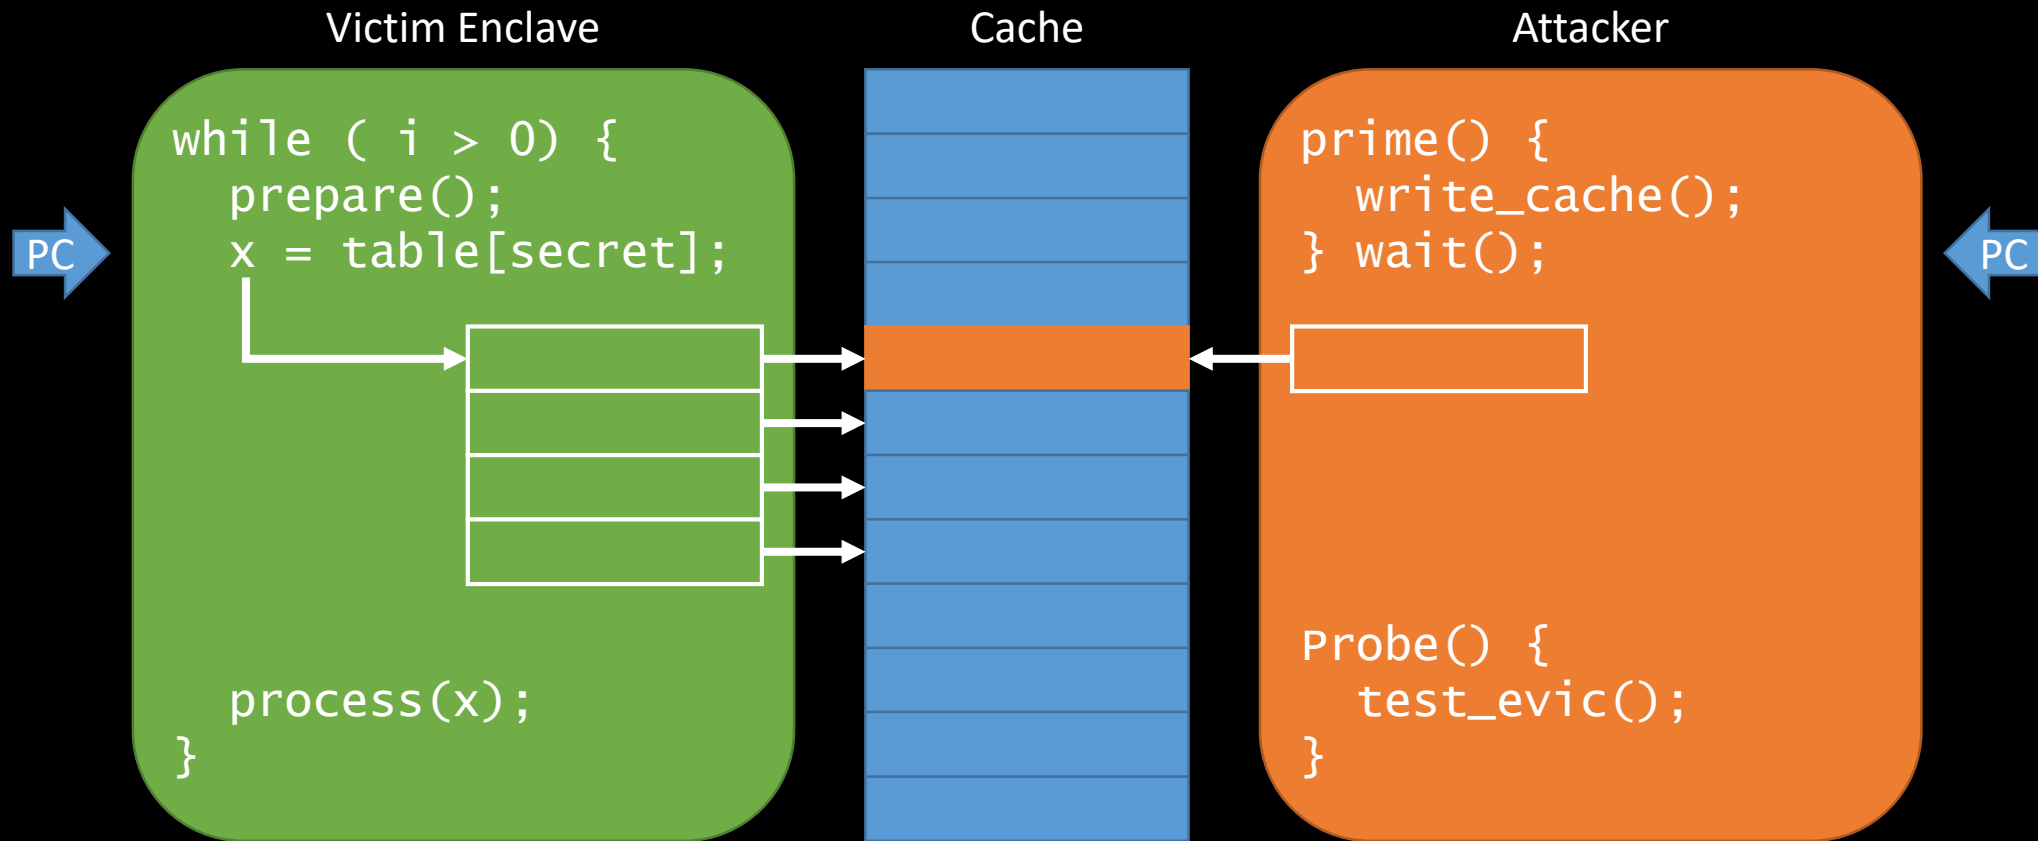 Victim Enclave
Cache
Attacker
while ( i > 0) {
prepare();
x = table[secret];
process(x);
}
PC
prime() {
write_cache();
} wait();
Probe() {
test_evic();
}
PC